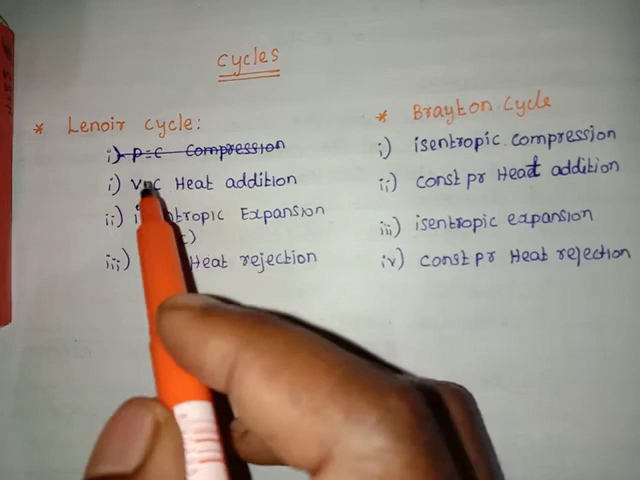 Cycles
* Lenoir cycle:
i) P=C Compression
i) V=C Heat addition
ii) Expansion
iii) Heat rejection
* Brayton Cycle
i) isentropic compression
ii) const pr Heat addition
iii) isentropic expansion
iv) const pr Heat rejection